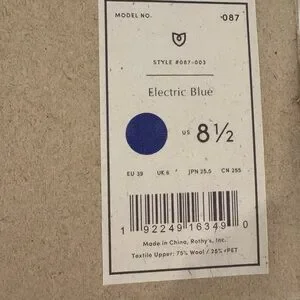 MODEL NO. 087
STYLE #087-003
Electric Blue
US 8½
EU 39 UK 6 JPN 25.5 CN 255
1 92249 16349 0
Made in China, Rothy's, Inc.
Textile Upper: 75% Wool / 25% rPET